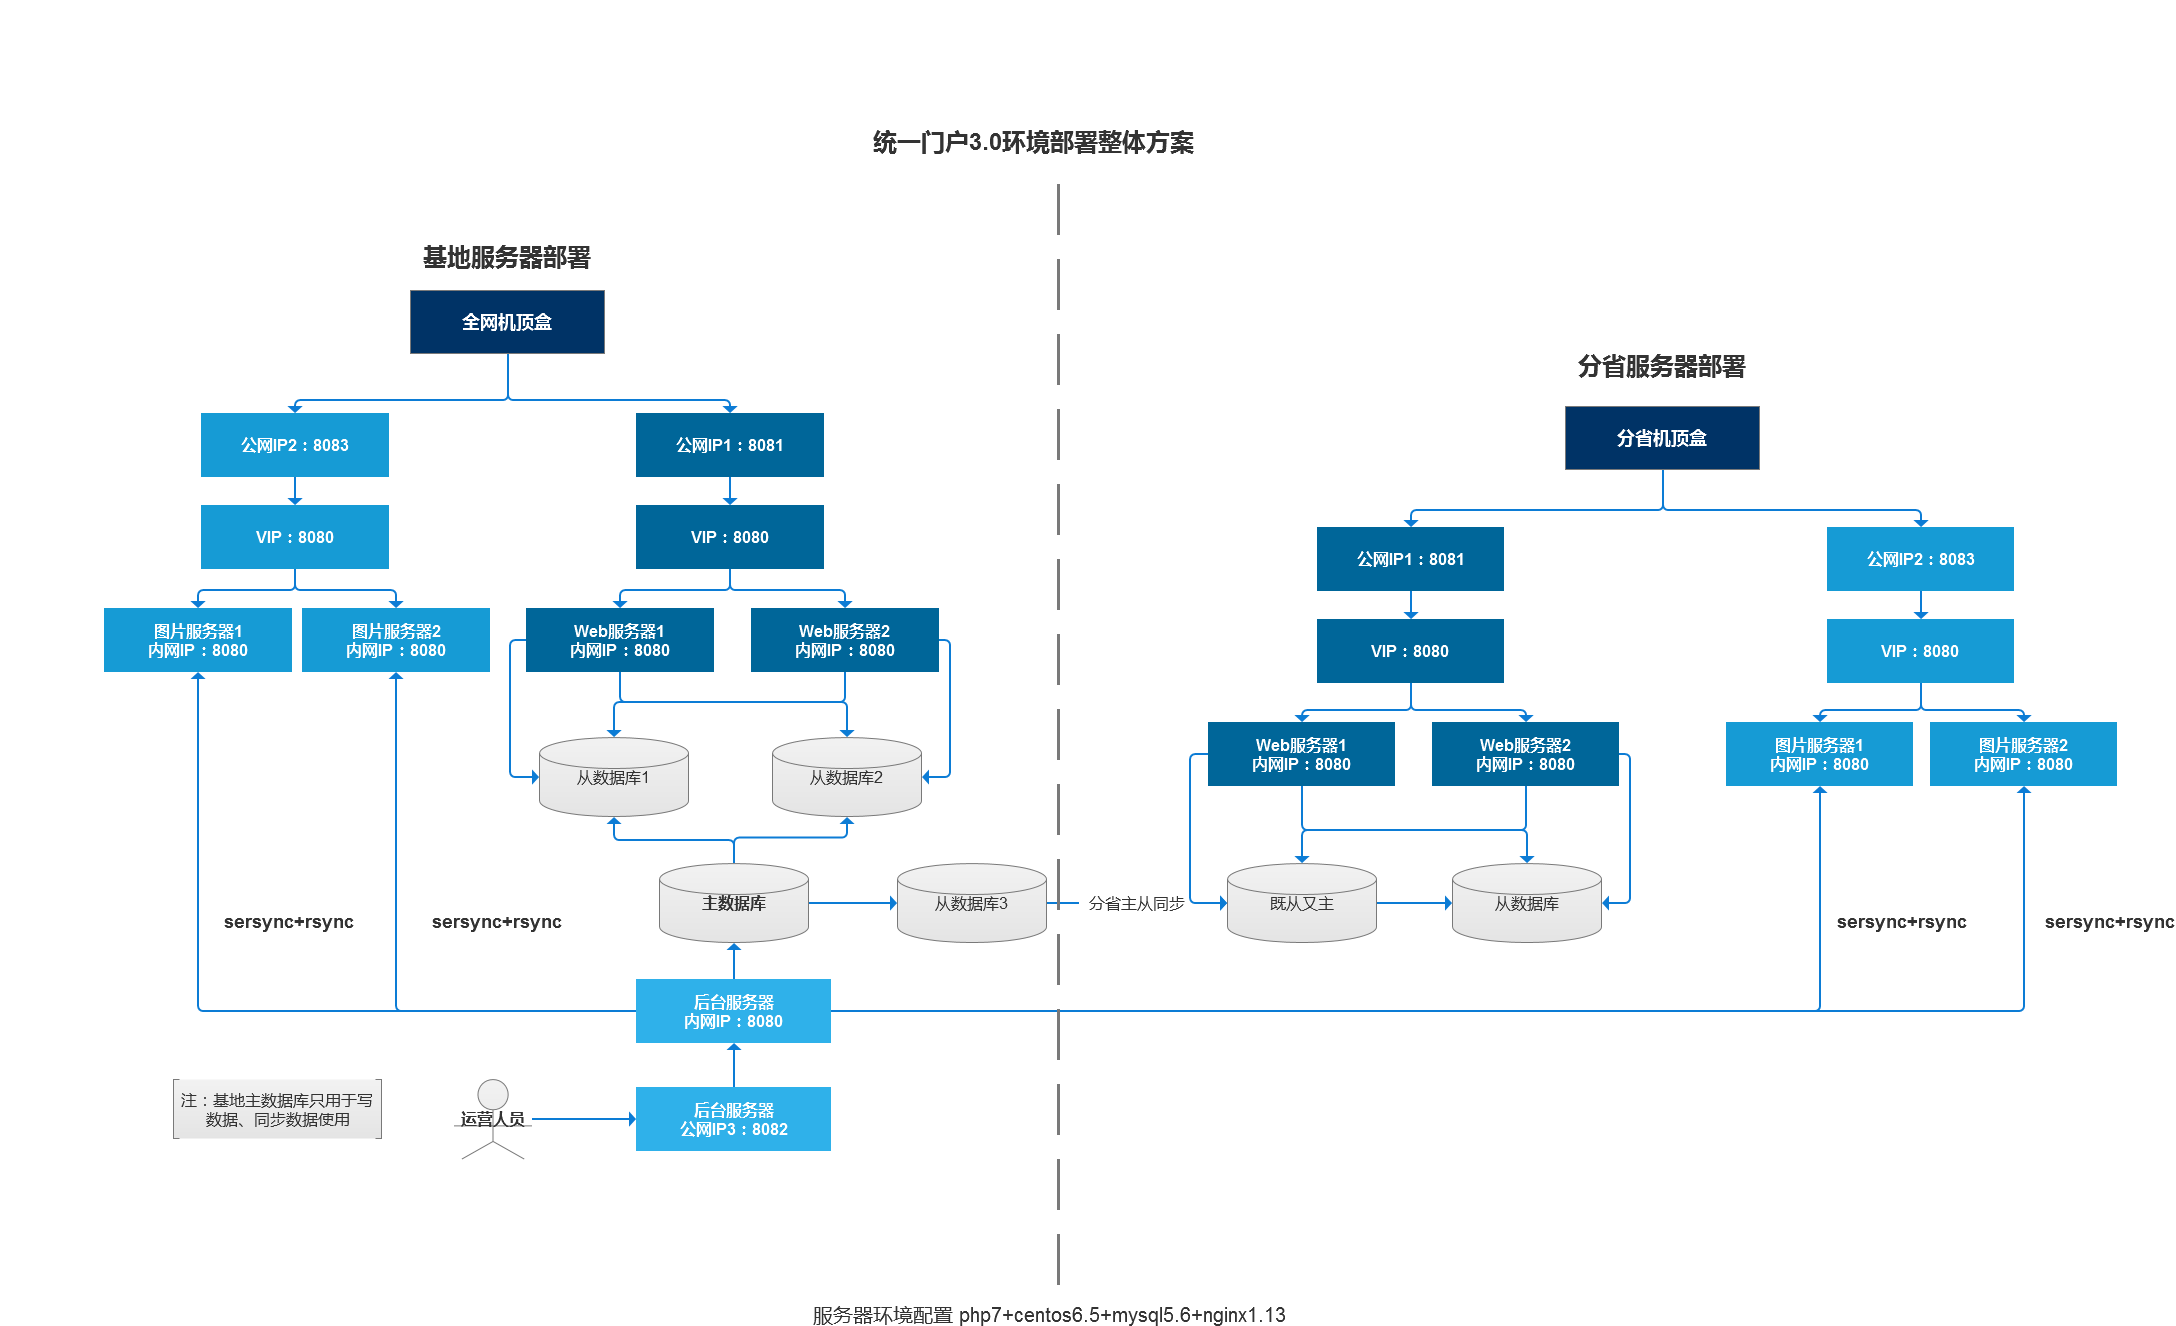 统一门户3.0环境部署整体方案
基地服务器部署
全网机顶盒
公网IP2：8083
公网IP1：8081
VIP：8080
VIP：8080
图片服务器1
内网IP：8080
图片服务器2
内网IP：8080
Web服务器1
内网IP：8080
Web服务器2
内网IP：8080
从数据库1
从数据库2
主数据库
从数据库3
分省主从同步
sersync+rsync
sersync+rsync
后台服务器
内网IP：8080
后台服务器
公网IP3：8082
运营人员
注：基地主数据库只用于写
数据、同步数据使用
分省服务器部署
分省机顶盒
公网IP1：8081
公网IP2：8083
VIP：8080
VIP：8080
Web服务器1
内网IP：8080
Web服务器2
内网IP：8080
图片服务器1
内网IP：8080
图片服务器2
内网IP：8080
既从又主
从数据库
sersync+rsync
sersync+rsync
服务器环境配置 php7+centos6.5+mysql5.6+nginx1.13